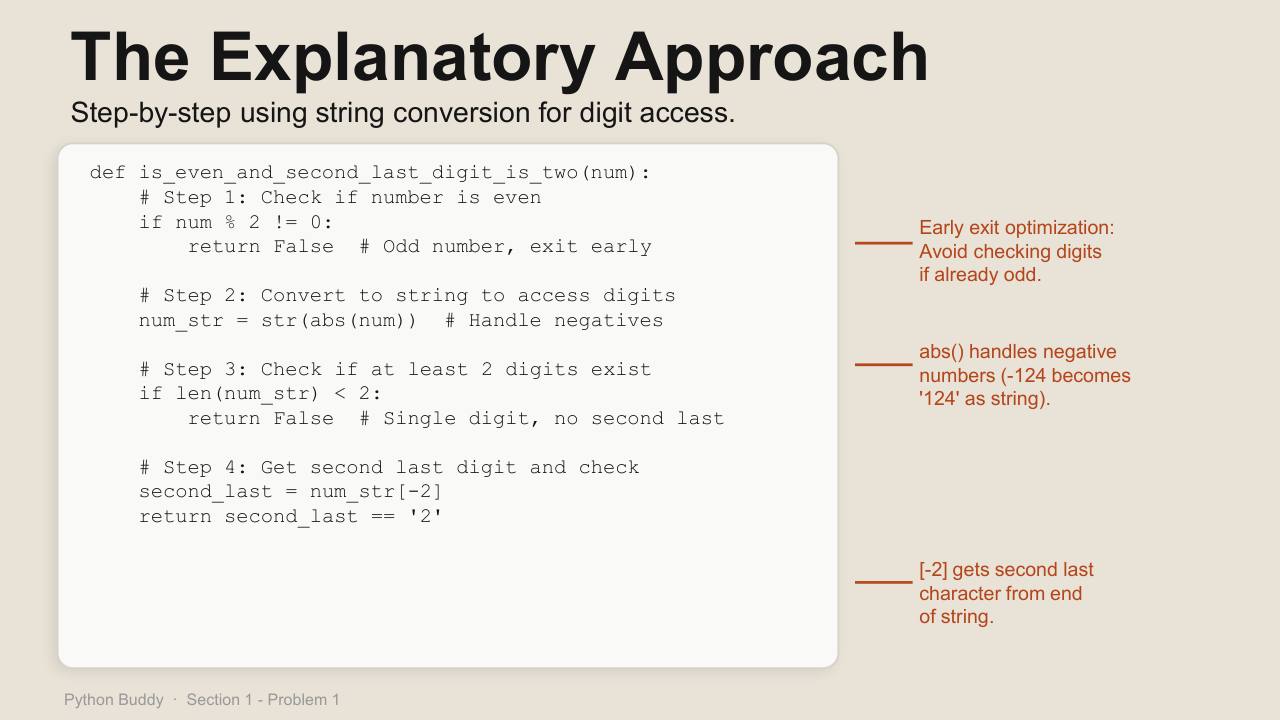 The Explanatory Approach
Step-by-step using string conversion for digit access.
def is_even_and_second_last_digit_is_two(num):
    # Step 1: Check if number is even
    if num % 2 != 0:
        return False  # Odd number, exit early
    # Step 2: Convert to string to access digits
    num_str = str(abs(num))  # Handle negatives
    # Step 3: Check if at least 2 digits exist
    if len(num_str) < 2:
        return False  # Single digit, no second last
    # Step 4: Get second last digit and check
    second_last = num_str[-2]
    return second_last == '2'
Early exit optimization:
Avoid checking digits
if already odd.
abs() handles negative
numbers (-124 becomes
'124' as string).
[-2] gets second last
character from end
of string.
Python Buddy · Section 1 - Problem 1